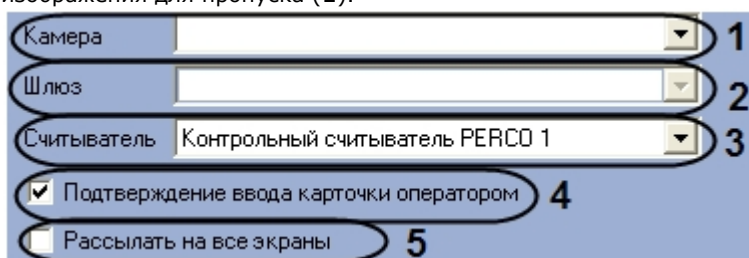 изображения для пропуска (1).
Камера 1
Шлюз 2
Считыватель Контрольный считыватель PERCO 1 3
Подтверждение ввода карточки оператором 4
Рассылать на все экраны 5